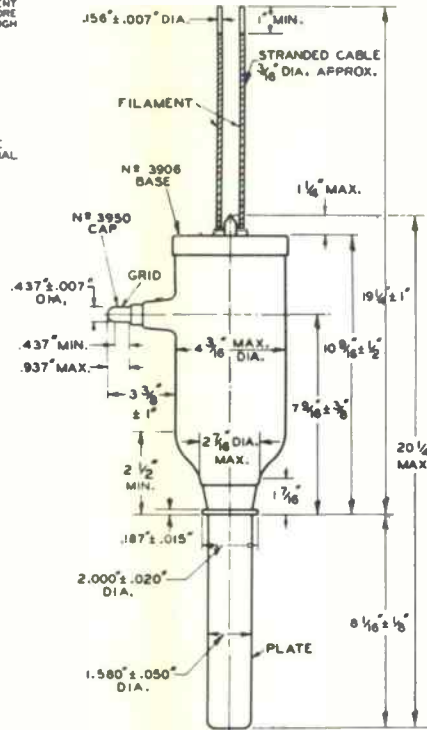 ENT
ORE
UGH
.156"±.007" DIA.
1" MIN.
STRANDED CABLE
3/16" DIA. APPROX.
FILAMENT
AL
Nº 3906
BASE
1 1/4" MAX.
Nº 3950
CAP
GRID
.437"±.007"
DIA.
.437" MIN.
.937" MAX.
4 3/16" MAX.
DIA.
19 1/4"±1"
10 9/16"±1/2"
7 9/16"±3/8"
3 3/8"
±1"
2 7/16" DIA.
MAX.
20 1/4"
MAX.
2 1/2"
MIN.
1 7/16"
.187"±.015"
2.000"±.020"
DIA.
8 1/16"±1/8"
PLATE
1.580"±.050"
DIA.